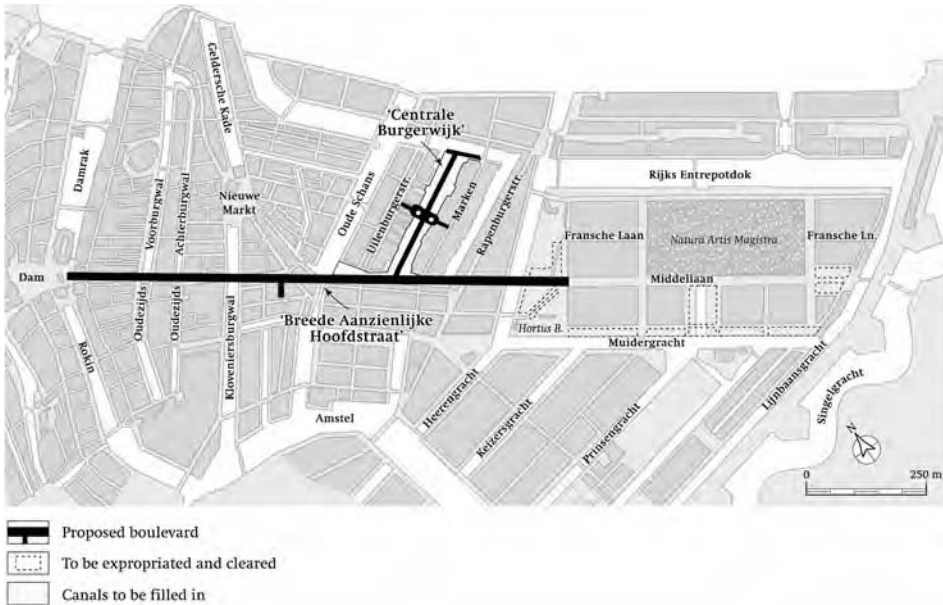 Geldersche Kade
'Centrale
Burgerwijk'
Damrak
Voorburgwal
Achterburgwal
Nieuwe
Markt
Oude Schans
Uilenburgerstr.
Marken
Rapenburgerstr.
Rijks Entrepotdok
Fransche Laan
Natura Artis Magistra
Fransche Ln.
Dam
Middellaan
'Breede Aanzienlijke
Hoofdstraat'
Hortus B.
Muidergracht
Oudezijds
Oudezijds
Kloveniersburgwal
Rokin
Amstel
Heerengracht
Keizersgracht
Prinsengracht
Lijnbaansgracht
Singelgracht
N
0 250 m
Proposed boulevard
To be expropriated and cleared
Canals to be filled in